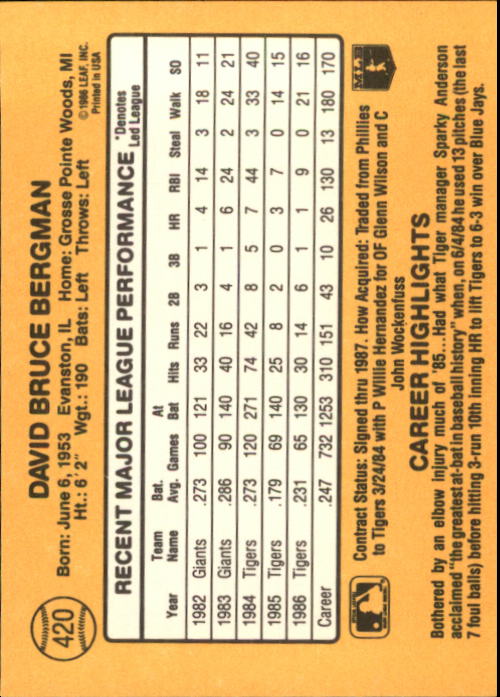 420
DAVID BRUCE BERGMAN
Born: June 6, 1953 Evanston, IL Home: Grosse Pointe Woods, MI
Ht.: 6' 2" Wgt.: 190 Bats: Left Throws: Left
© 1986 LEAF, INC.
Printed in USA
RECENT MAJOR LEAGUE PERFORMANCE
*Denotes
Led League
Year Team Name Bat. Avg. Games At Bat Hits Runs 2B 3B HR RBI Steal Walk SO
1982 Giants .273 100 121 33 22 3 1 4 14 3 18 11
1983 Giants .286 90 140 40 16 4 1 6 24 2 24 21
1984 Tigers .273 120 271 74 42 8 5 7 44 3 33 40
1985 Tigers .179 69 140 25 8 2 0 3 7 0 14 15
1986 Tigers .231 65 130 30 14 6 1 1 9 0 21 16
Career .247 732 1253 310 151 43 10 26 130 13 180 170
Contract Status: Signed thru 1987. How Acquired: Traded from Phillies
to Tigers 3/24/84 with P Willie Hernandez for OF Glenn Wilson and C
John Wockenfuss
MLB
CAREER HIGHLIGHTS
Bothered by an elbow injury much of '85... Had what Tiger manager Sparky Anderson
acclaimed "the greatest at-bat in baseball history" when, on 6/4/84 he used 13 pitches (the last
7 foul balls) before hitting 3-run 10th inning HR to lift Tigers to 6-3 win over Blue Jays.